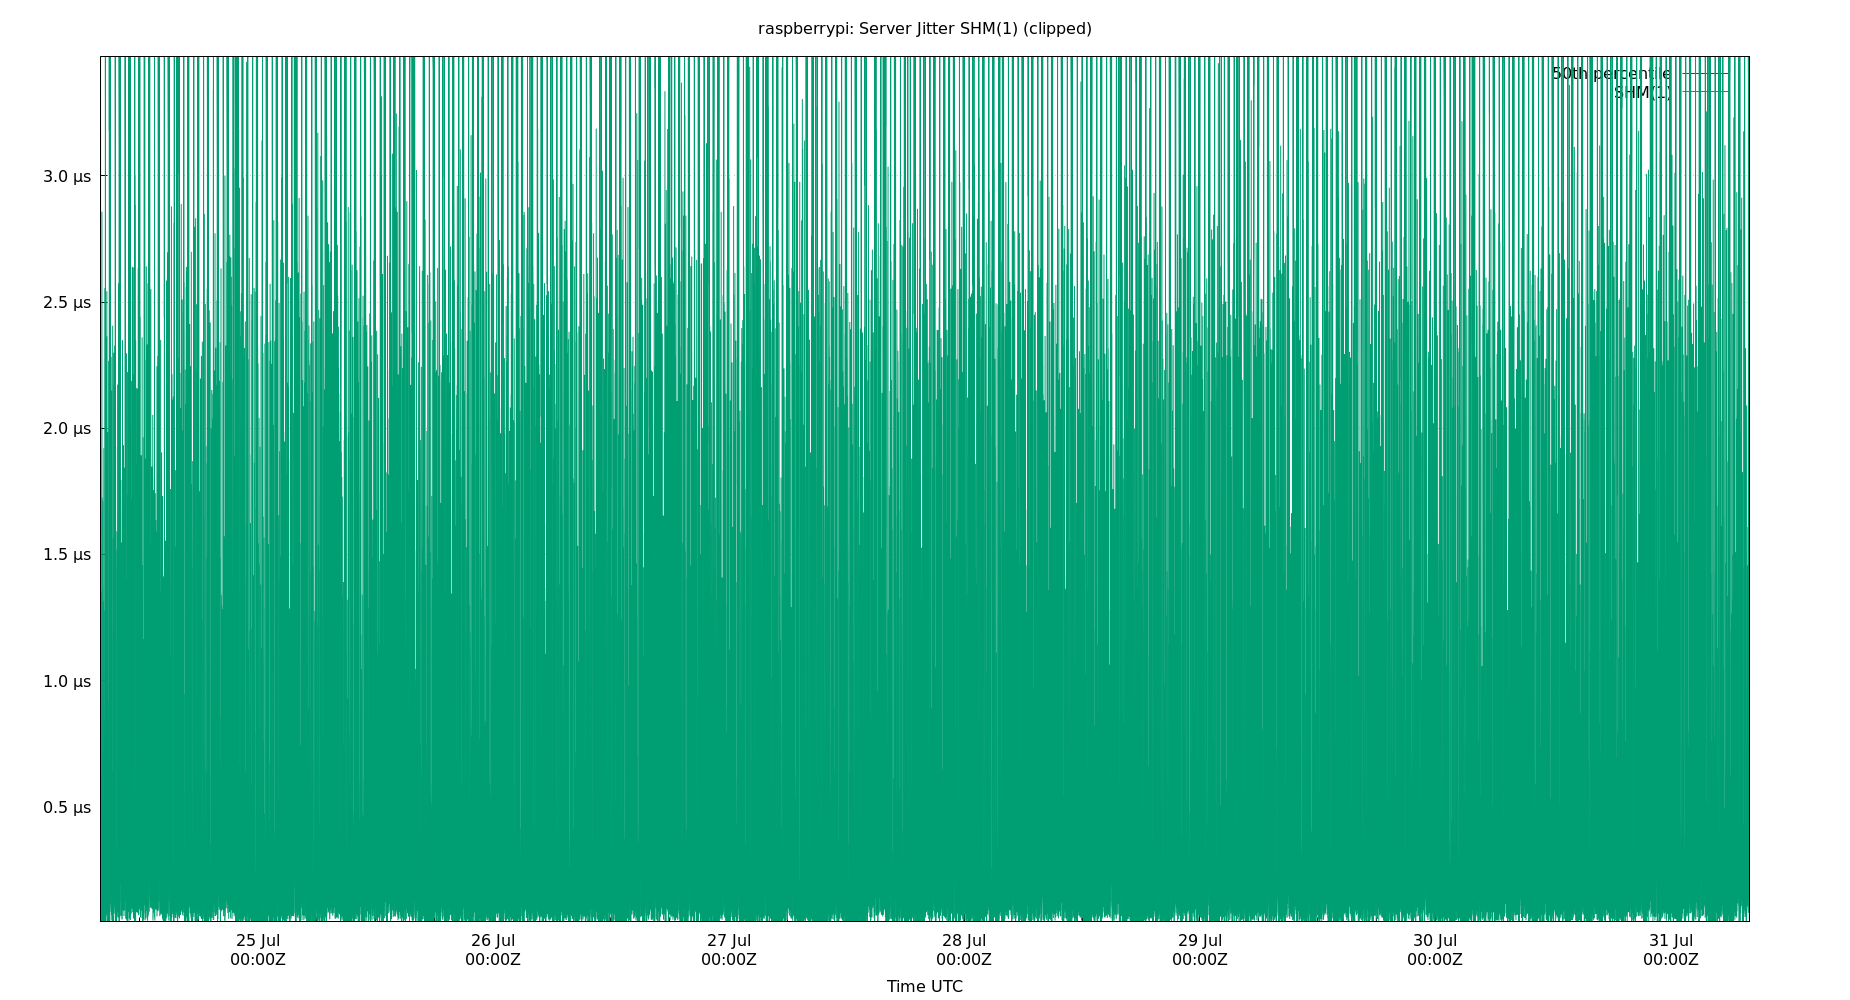 raspberrypi: Server Jitter SHM(1) (clipped)
50th percentile
SHM(1)
3.0 µs
2.5 µs
2.0 µs
1.5 µs
1.0 µs
0.5 µs
25 Jul 26 Jul 27 Jul 28 Jul 29 Jul 30 Jul 31 Jul
00:00Z 00:00Z 00:00Z 00:00Z 00:00Z 00:00Z 00:00Z
Time UTC